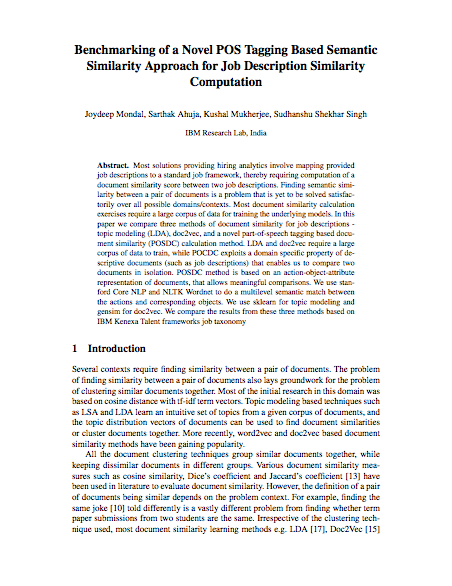 Benchmarking of a Novel POS Tagging Based Semantic
Similarity Approach for Job Description Similarity
Computation
Joydeep Mondal, Sarthak Ahuja, Kushal Mukherjee, Sudhanshu Shekhar Singh
IBM Research Lab, India
Abstract. Most solutions providing hiring analytics involve mapping provided
job descriptions to a standard job framework, thereby requiring computation of a
document similarity score between two job descriptions. Finding semantic simi-
larity between a pair of documents is a problem that is yet to be solved satisfac-
torily over all possible domains/contexts. Most document similarity calculation
exercises require a large corpus of data for training the underlying models. In this
paper we compare three methods of document similarity for job descriptions -
topic modeling (LDA), doc2vec, and a novel part-of-speech tagging based docu-
ment similarity (POSDC) calculation method. LDA and doc2vec require a large
corpus of data to train, while POCDC exploits a domain specific property of de-
scriptive documents (such as job descriptions) that enables us to compare two
documents in isolation. POSDC method is based on an action-object-attribute
representation of documents, that allows meaningful comparisons. We use stan-
ford Core NLP and NLTK Wordnet to do a multilevel semantic match between
the actions and corresponding objects. We use sklearn for topic modeling and
gensim for doc2vec. We compare the results from these three methods based on
IBM Kenexa Talent frameworks job taxonomy
1 Introduction
Several contexts require finding similarity between a pair of documents. The problem
of finding similarity between a pair of documents also lays groundwork for the problem
of clustering similar documents together. Most of the initial research in this domain was
based on cosine distance with tf-idf term vectors. Topic modeling based techniques such
as LSA and LDA learn an intuitive set of topics from a given corpus of documents, and
the topic distribution vectors of documents can be used to find document similarities
or cluster documents together. More recently, word2vec and doc2vec based document
similarity methods have been gaining popularity.
All the document clustering techniques group similar documents together, while
keeping dissimilar documents in different groups. Various document similarity mea-
sures such as cosine similarity, Dice's coefficient and Jaccard's coefficient [13] have
been used in literature to evaluate document similarity. However, the definition of a pair
of documents being similar depends on the problem context. For example, finding the
same joke [10] told differently is a vastly different problem from finding whether term
paper submissions from two students are the same. Irrespective of the clustering tech-
nique used, most document similarity learning methods e.g. LDA [17], Doc2Vec [15]